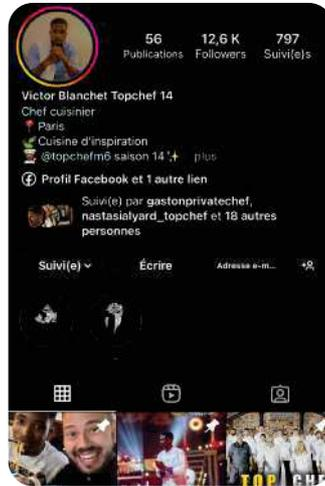 56 12,6 K 797
Publications Followers Suivi(e)s
Victor Blanchet Topchef 14
Chef cuisinier
📍 Paris
🌿Cuisine d'inspiration
@topchefm6 saison 14 plus
Profil Facebook et 1 autre lien
Suivi(e) par gastonprivatechef,
nastasialyard_topchef et 18 autres
personnes
Suivi(e) Écrire Adresse e-m...
TOP CHE